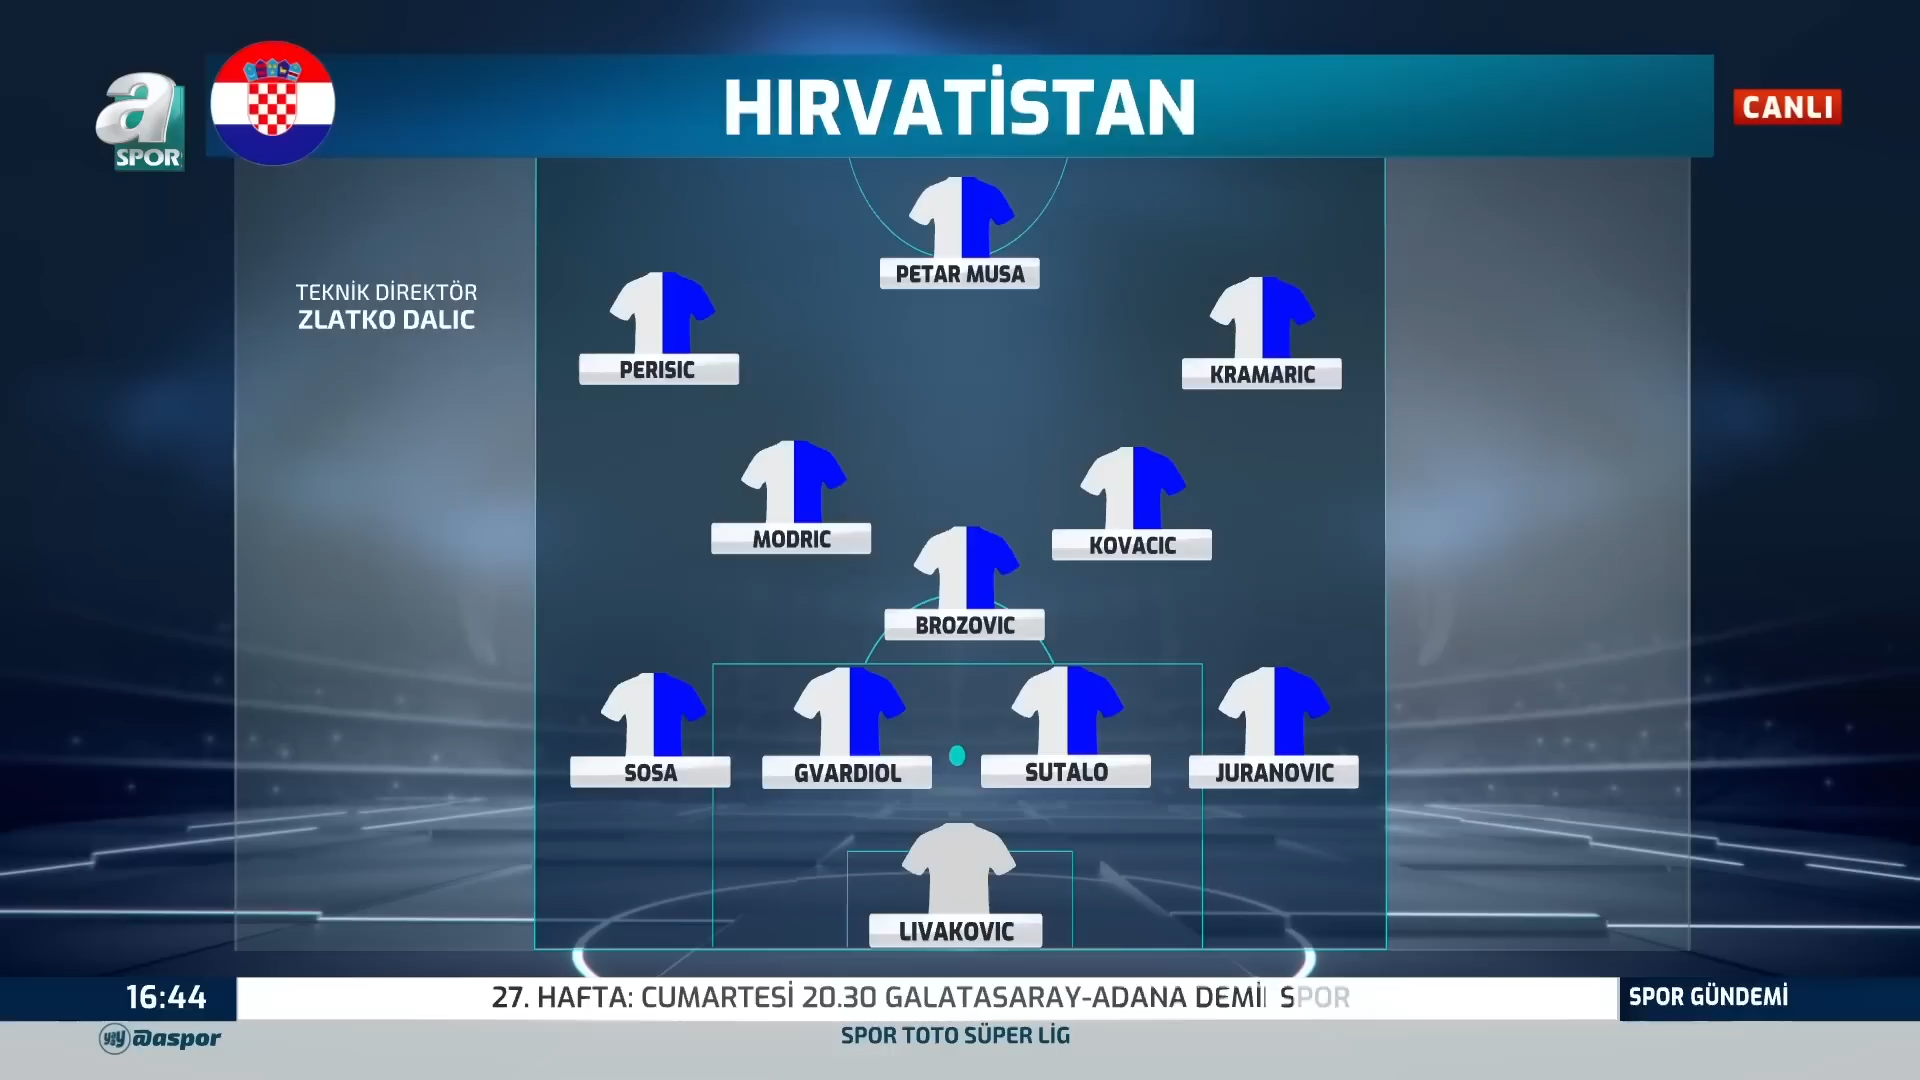 a
SPOR
HIRVATİSTAN
CANLI
TEKNİK DİREKTÖR
ZLATKO DALIC
PETAR MUSA
PERISIC
KRAMARIC
MODRIC
KOVACIC
BROZOVIC
SOSA
GVARDIOL
SUTALO
JURANOVIC
LIVAKOVIC
16:44
27. HAFTA: CUMARTESİ 20.30 GALATASARAY-ADANA DEMİ SPOR
SPOR GÜNDEMİ
aspor
SPOR TOTO SÜPER LİG